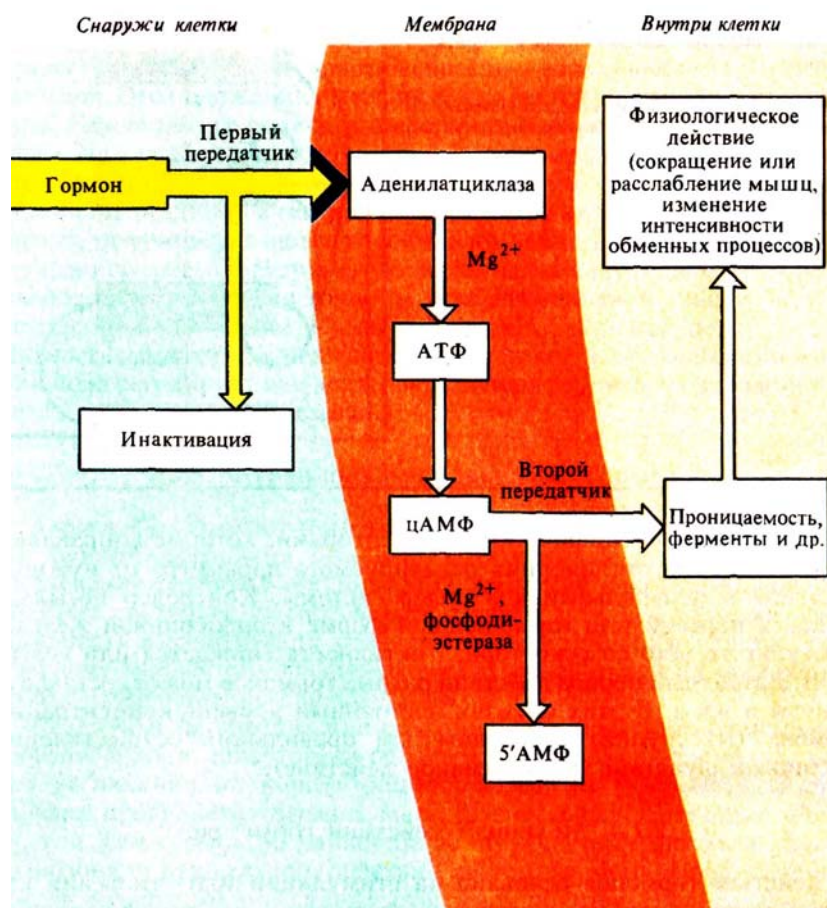 Снаружи клетки
Мембрана
Внутри клетки
Первый
передатчик
Гормон
Аденилатциклаза
Физиологическое
действие
(сокращение или
расслабление мышц,
изменение
интенсивности
обменных процессов)
Mg²⁺
АТФ
Инактивация
Второй
передатчик
цАМФ
Проницаемость,
ферменты и др.
Mg²⁺,
фосфоди-
эстераза
5'АМФ